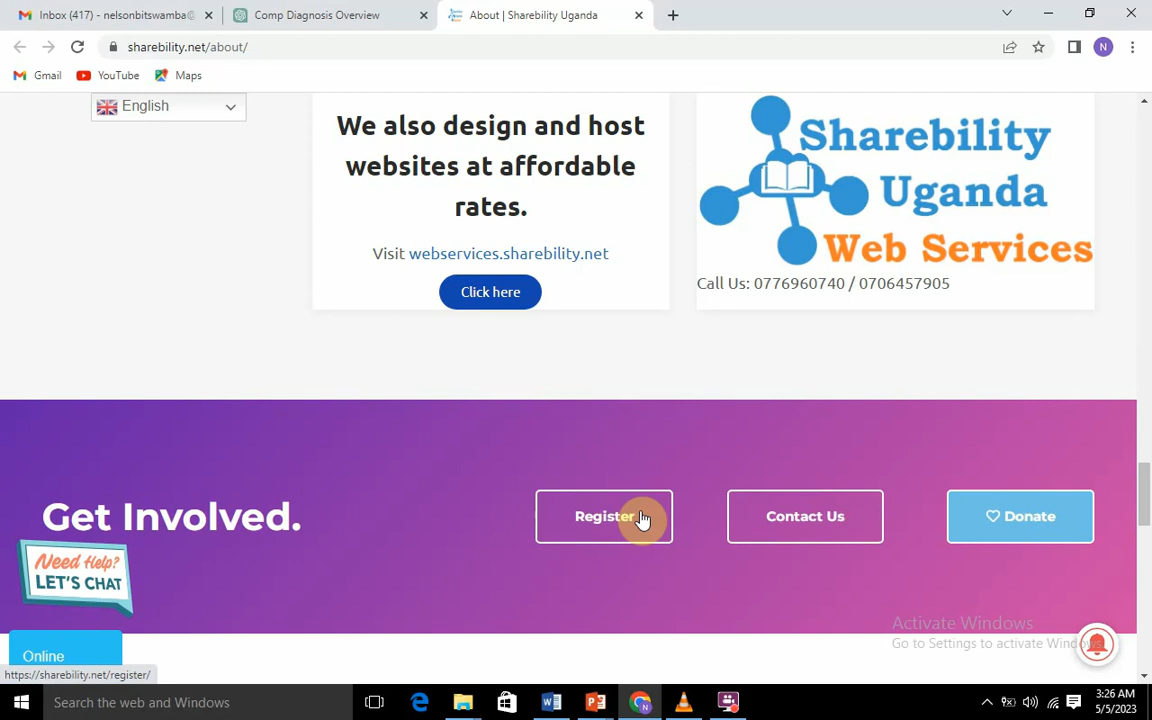 Inbox (417) - nelsonbitswamba@
Comp Diagnosis Overview
About | Sharebility Uganda
sharebility.net/about/
N
Gmail
YouTube
Maps
English
We also design and host
websites at affordable
rates.
Visit webservices.sharebility.net
Click here
Sharebility
Uganda
Web Services
Call Us: 0776960740 / 0706457905
Get Involved.
Register
Contact Us
Donate
Need Help?
LET'S CHAT
Activate Windows
Go to Settings to activate Windows.
Online
https://sharebility.net/register/
Search the web and Windows
3:26 AM
5/5/2023